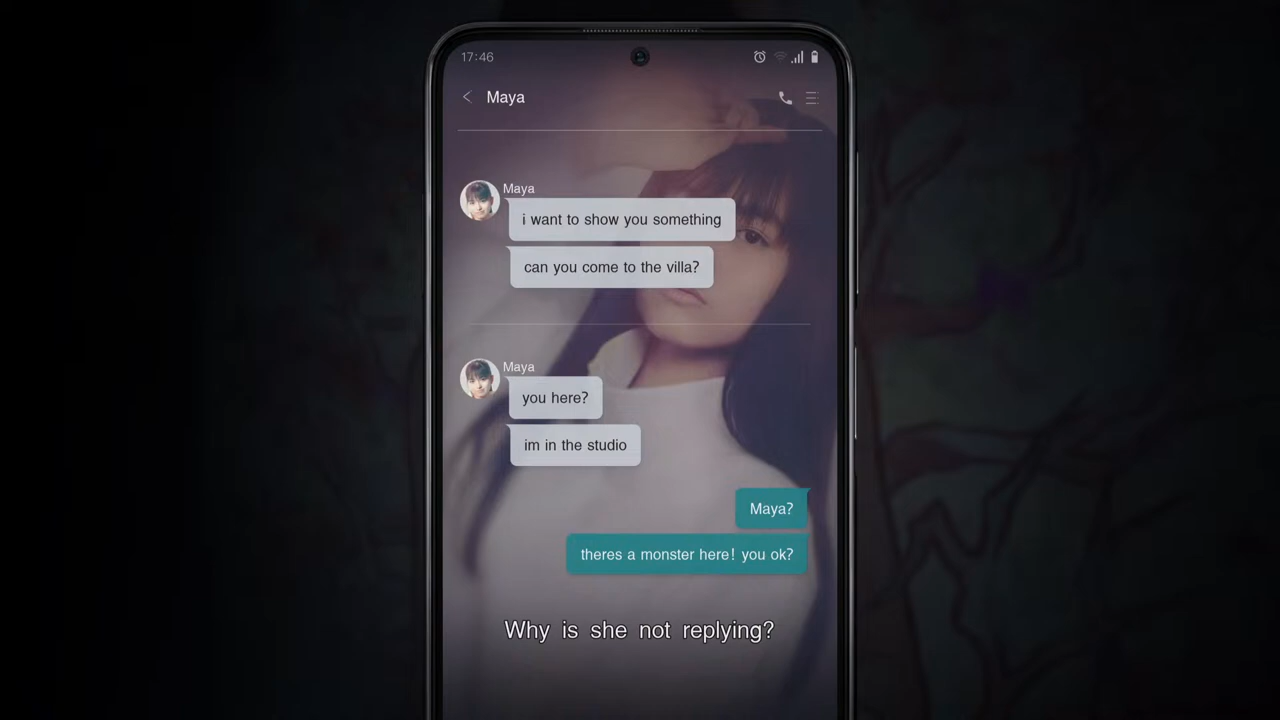 17:46
Maya
Maya
i want to show you something
can you come to the villa?
Maya
you here?
im in the studio
Maya?
theres a monster here! you ok?
Why is she not replying?